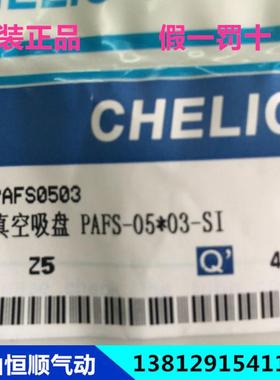 装正品 假一罚十
CHELIC
PAFS0503
真空吸盘 PAFS-05*03-SI
Z5 Q' 4
恒顺气动 13812915411